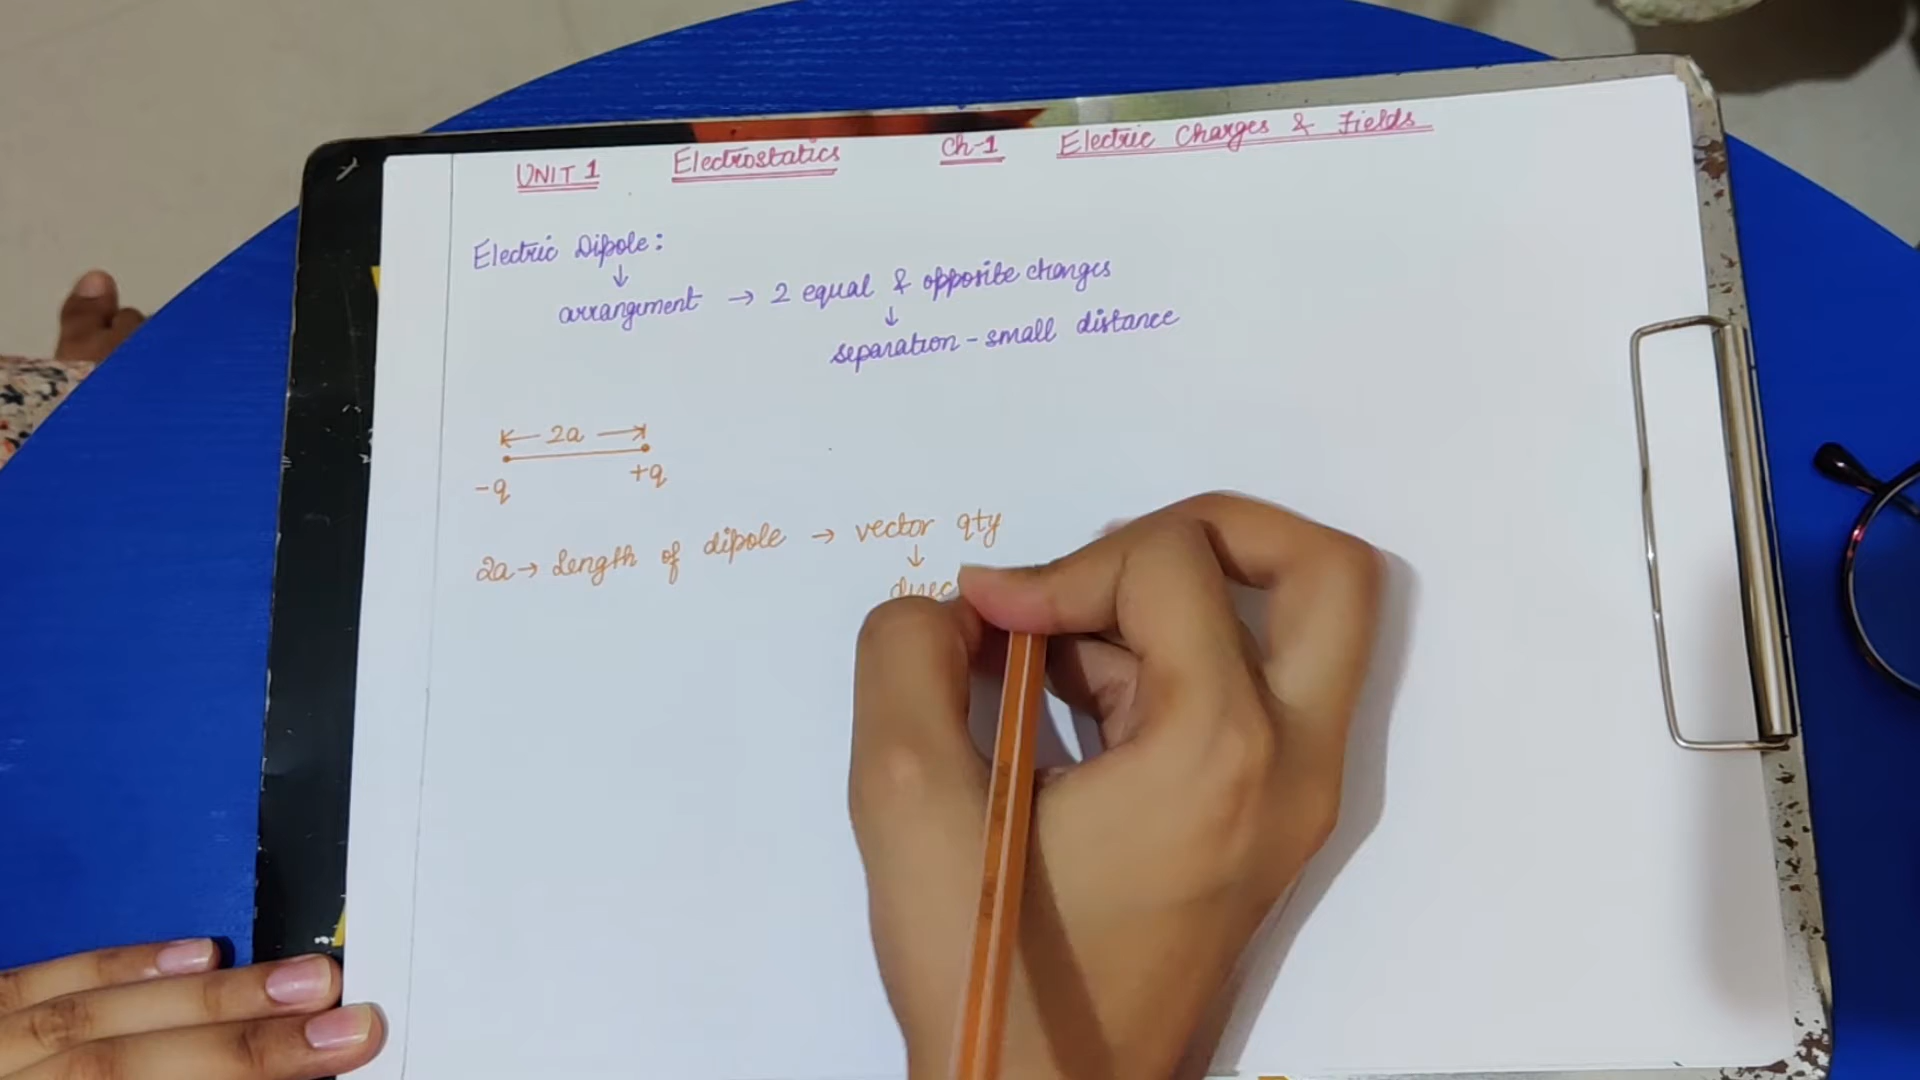 UNIT 1 Electrostatics Ch-1 Electric Charges & Fields
Electric Dipole:
↓
arrangement → 2 equal & opposite charges
↓
separation - small distance
2a
-q +q
2a → Length of dipole → vector qty
↓
direc